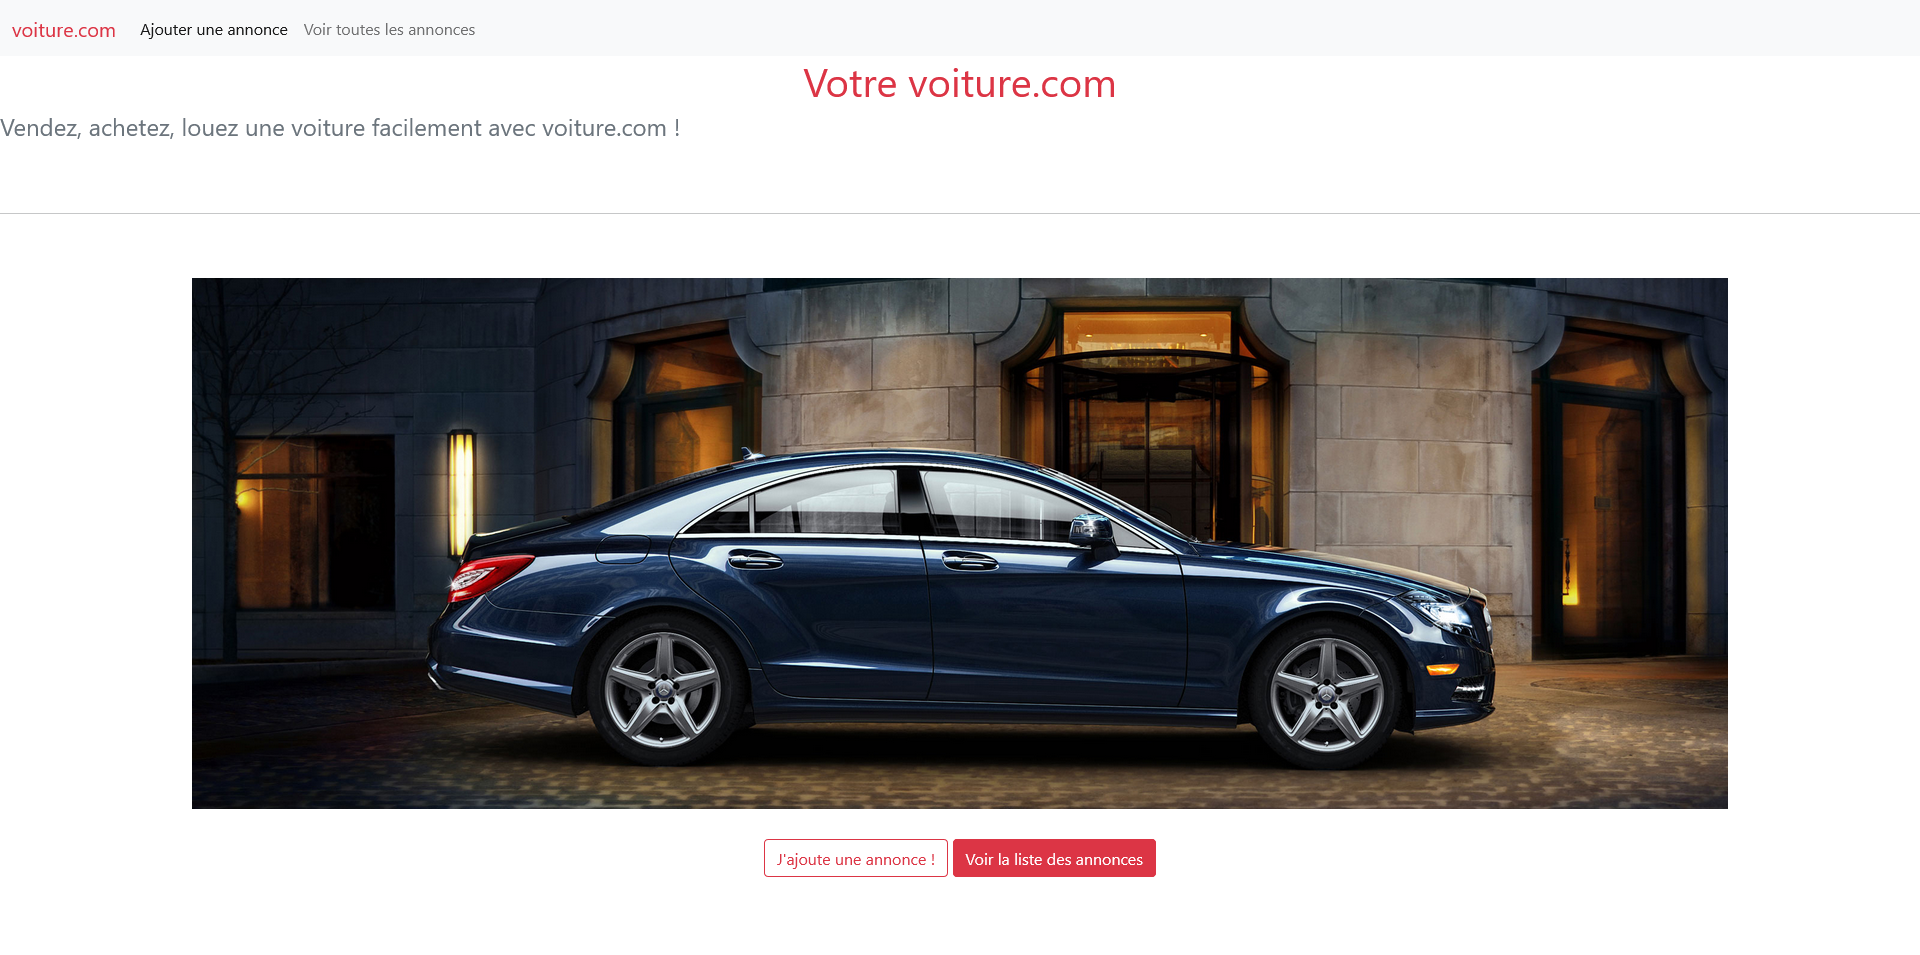 voiture.com Ajouter une annonce Voir toutes les annonces
Votre voiture.com
Vendez, achetez, louez une voiture facilement avec voiture.com !
J'ajoute une annonce ! Voir la liste des annonces